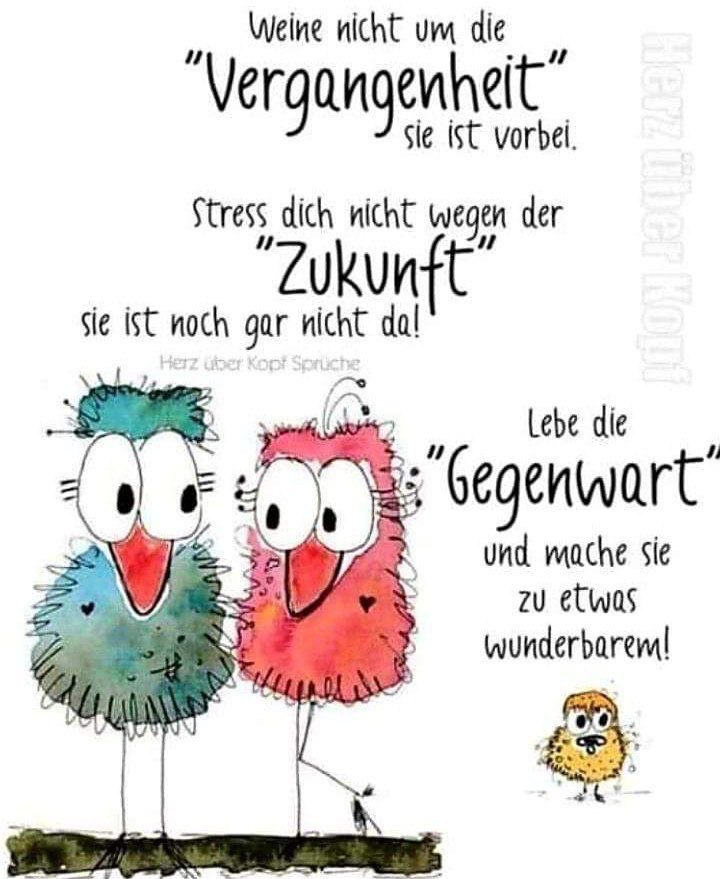 Weine nicht um die
"Vergangenheit"
sie ist vorbei.
Stress dich nicht wegen der
"Zukunft"
sie ist noch gar nicht da!
Herz über Kopf Sprüche
Lebe die
"Gegenwart"
und mache sie
zu etwas
wunderbarem!
Herz über Kopf